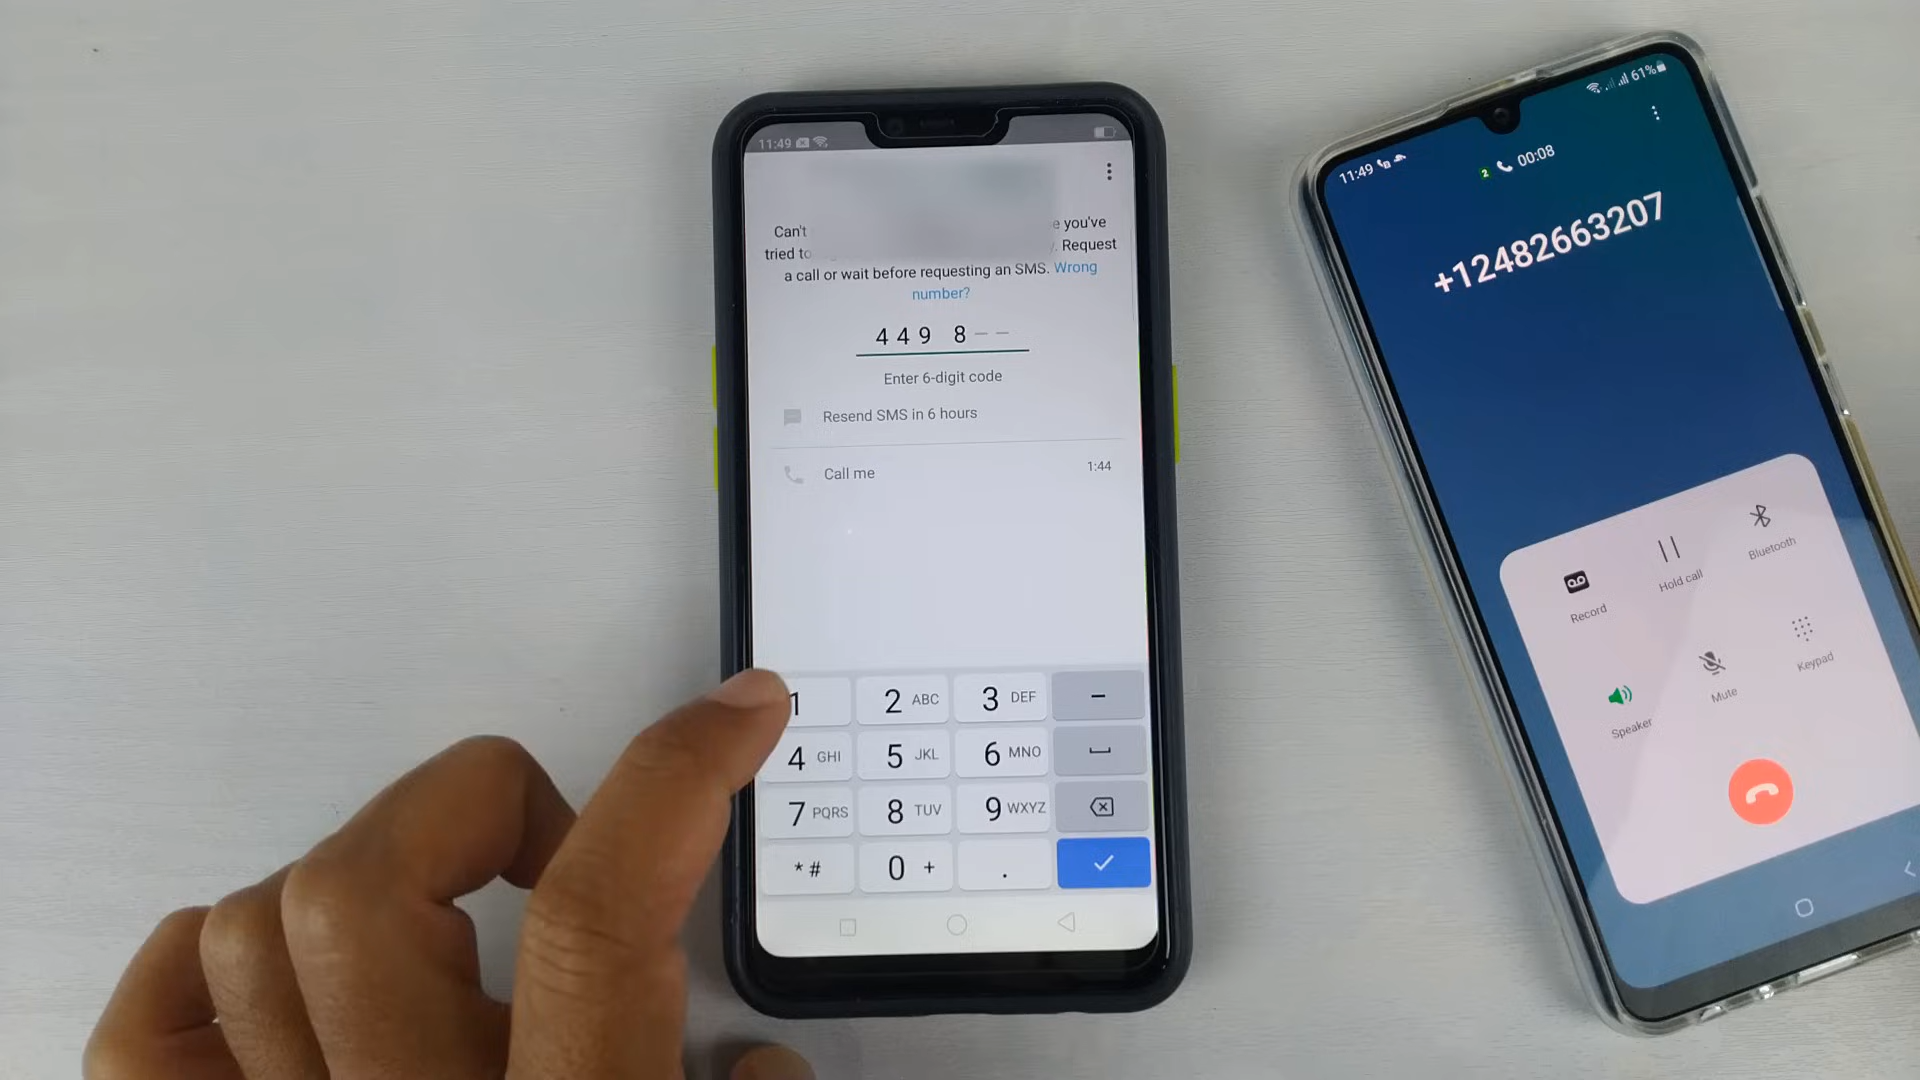 11:49
Can't e you've
tried to . Request
a call or wait before requesting an SMS. Wrong
number?
449 8––
Enter 6-digit code
Resend SMS in 6 hours
Call me 1:44
1 2 ABC 3 DEF –
4 GHI 5 JKL 6 MNO
7 PQRS 8 TUV 9 WXYZ
* # 0 + .
11:49 61%
2 00:08
+12482663207
Record Hold call Bluetooth
Speaker Mute Keypad